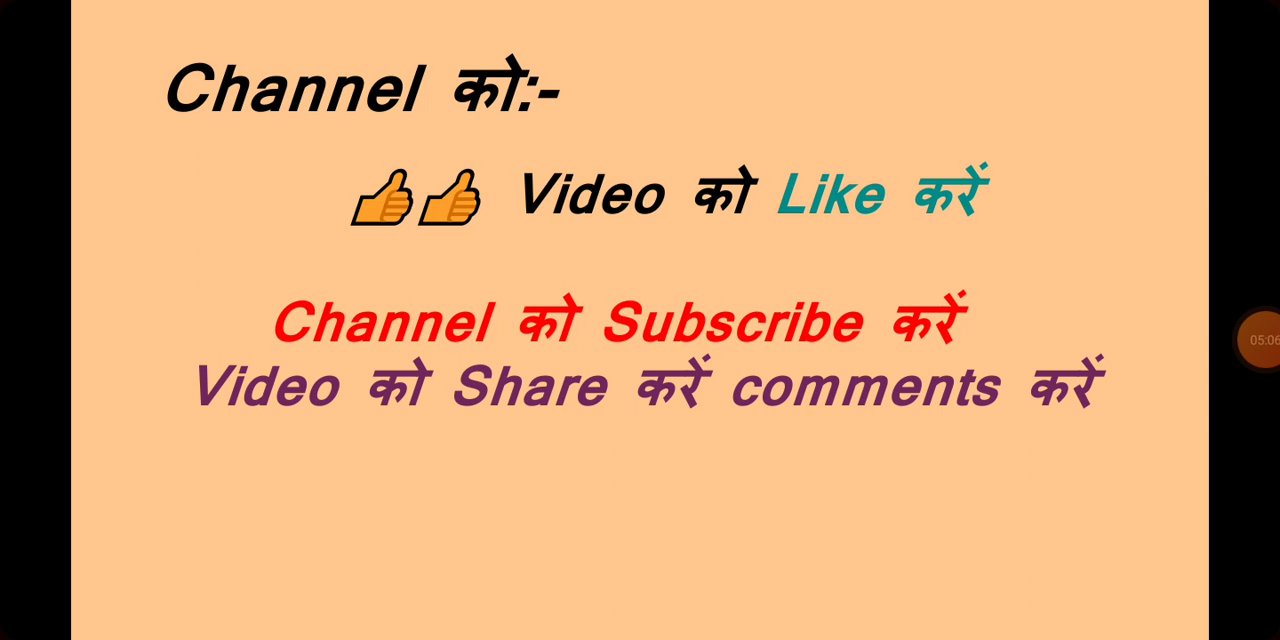 Channel को:-
👍👍 Video को Like करें
Channel को Subscribe करें
Video को Share करें comments करें
05:06